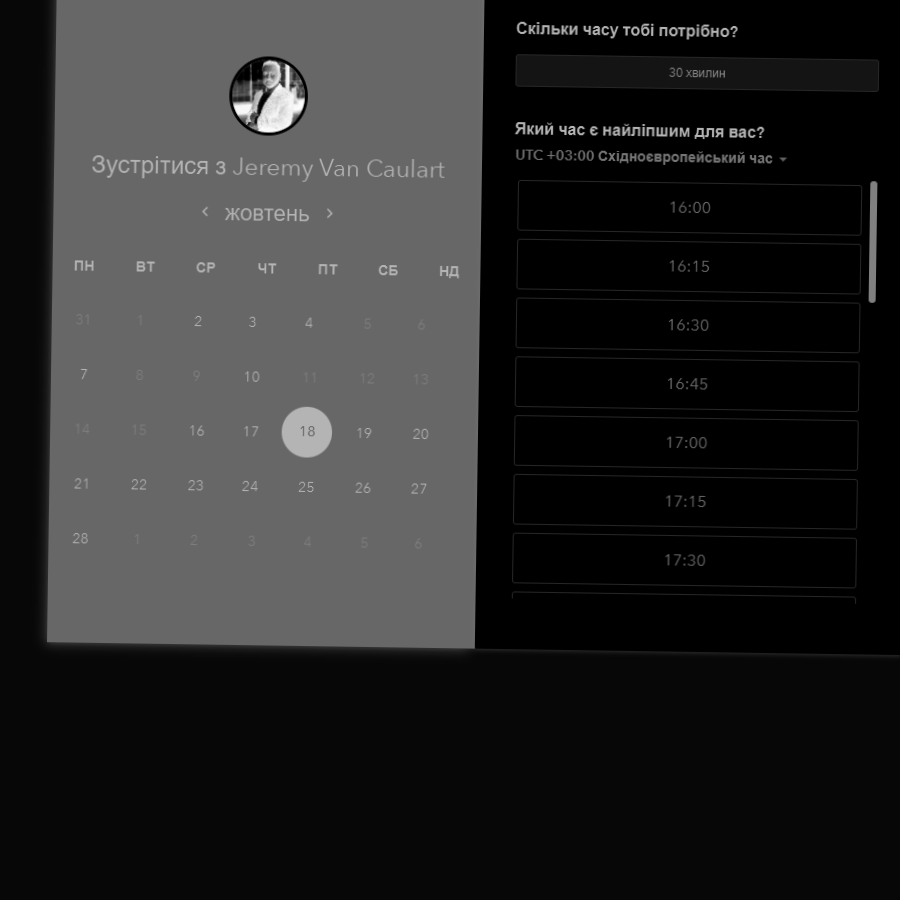 Зустрітися з Jeremy Van Caulart
жовтень
ПН ВТ СР ЧТ ПТ СБ НД
31 1 2 3 4 5 6
7 8 9 10 11 12 13
14 15 16 17 18 19 20
21 22 23 24 25 26 27
28 1 2 3 4 5 6
Скільки часу тобі потрібно?
30 хвилин
Який час є найліпшим для вас?
UTC +03:00 Східноєвропейський час
16:00
16:15
16:30
16:45
17:00
17:15
17:30